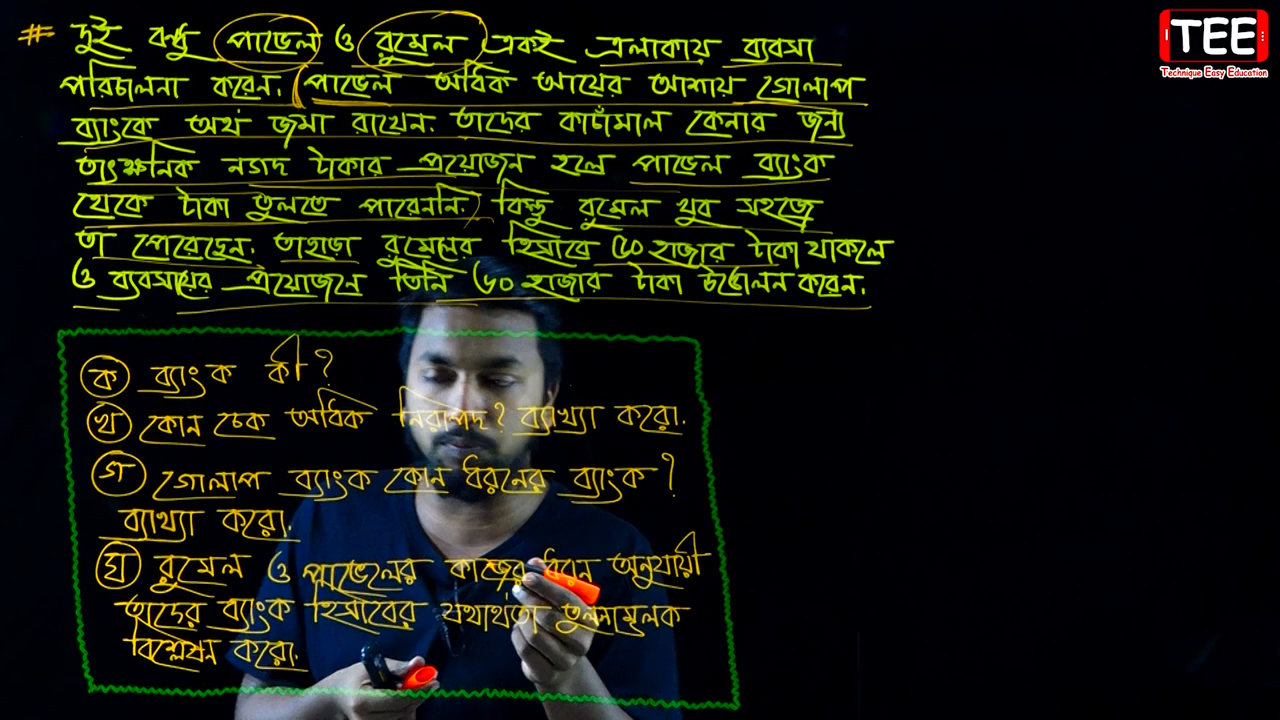 # দুই বন্ধু পাভেল ও রুমেল একই এলাকায় ব্যবসা
পরিচালনা করেন. পাভেল অধিক আয়ের আশায় গোলাপ
ব্যাংকে অর্থ জমা রাখেন. তাদের কাচাঁমাল কেনার জন্য
তাৎক্ষনিক নগদ টাকার প্রয়োজন হলে পাভেল ব্যাংক
থেকে টাকা তুলতে পারেননি. কিন্তু রুমেল খুব সহজে
তা পেরেছেন. তাছাড়া রুমেলের হিসাবে ৫০ হাজার টাকা থাকলে
ও ব্যবসায়ের প্রয়োজনে তিনি ৬০ হাজার টাকা উত্তোলন করেন.
TEE
Technique Easy Education
ক ব্যাংক কী?
খ কোন চেক অধিক নিরাপদ? ব্যাখ্যা করো.
গ গোলাপ ব্যাংক কোন ধরনের ব্যাংক?
ব্যাখ্যা করো.
ঘ রুমেল ও পাভেলের কাজের ধরন অনুযায়ী
তাদের ব্যাংক হিসাবের যথার্থতা তুলনামূলক
বিশ্লেষন করো.